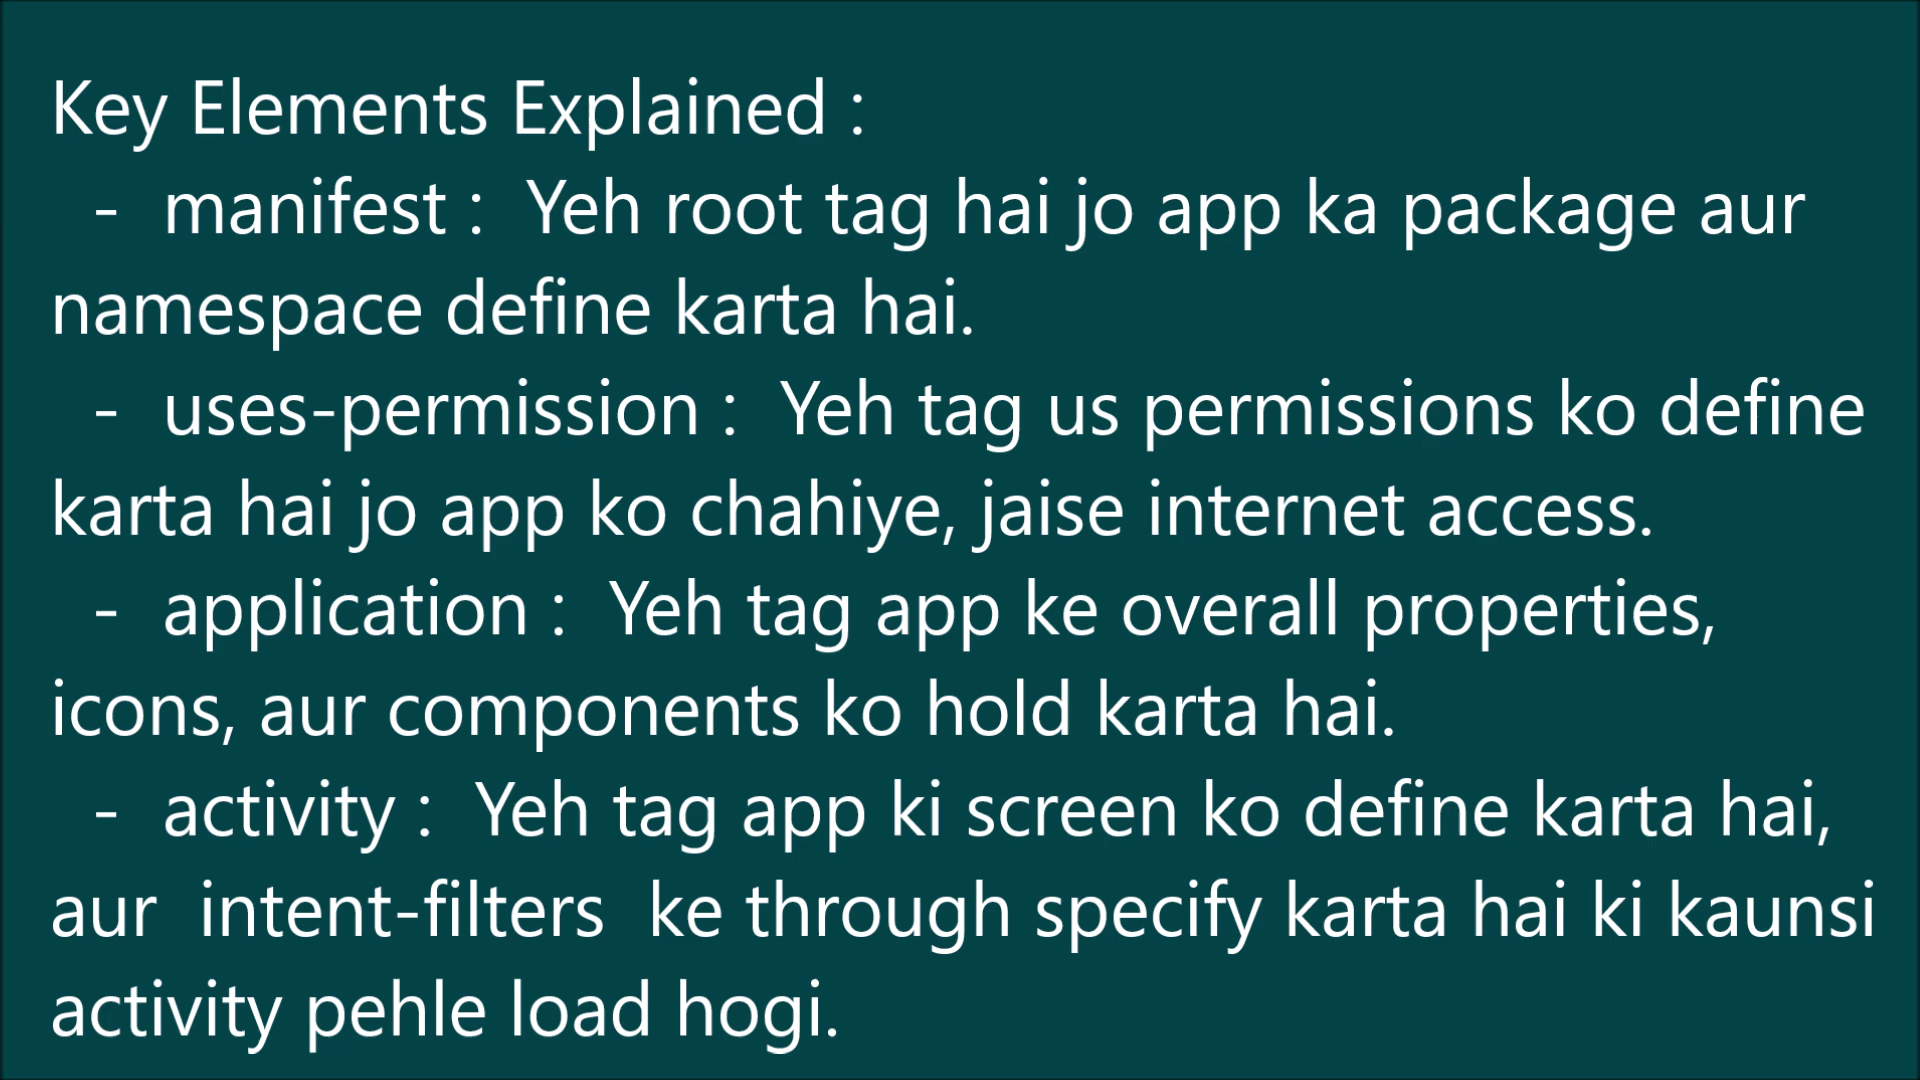 Key Elements Explained :
- manifest : Yeh root tag hai jo app ka package aur
namespace define karta hai.
- uses-permission : Yeh tag us permissions ko define
karta hai jo app ko chahiye, jaise internet access.
- application : Yeh tag app ke overall properties,
icons, aur components ko hold karta hai.
- activity : Yeh tag app ki screen ko define karta hai,
aur intent-filters ke through specify karta hai ki kaunsi
activity pehle load hogi.